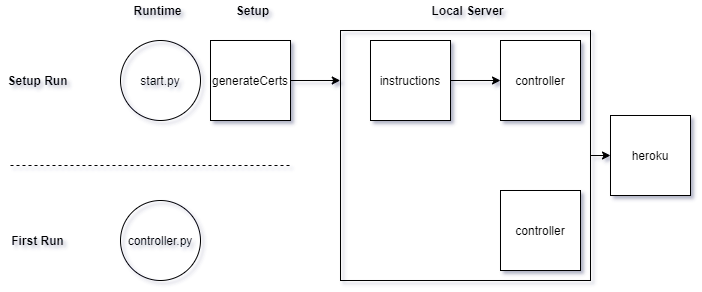 Runtime
Setup
Local Server
Setup Run
start.py
generateCerts
instructions
controller
heroku
First Run
controller.py
controller